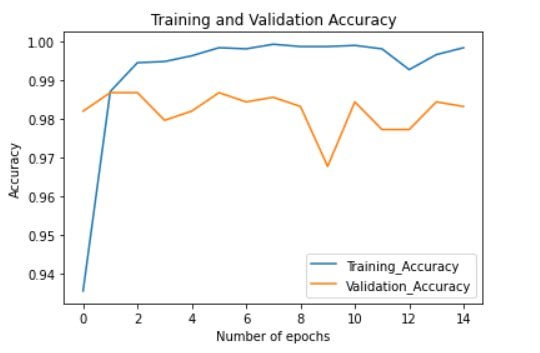 Training and Validation Accuracy
1.00
0.99
0.98
0.97
0.96
0.95
0.94
Accuracy
Training_Accuracy
Validation_Accuracy
0 2 4 6 8 10 12 14
Number of epochs